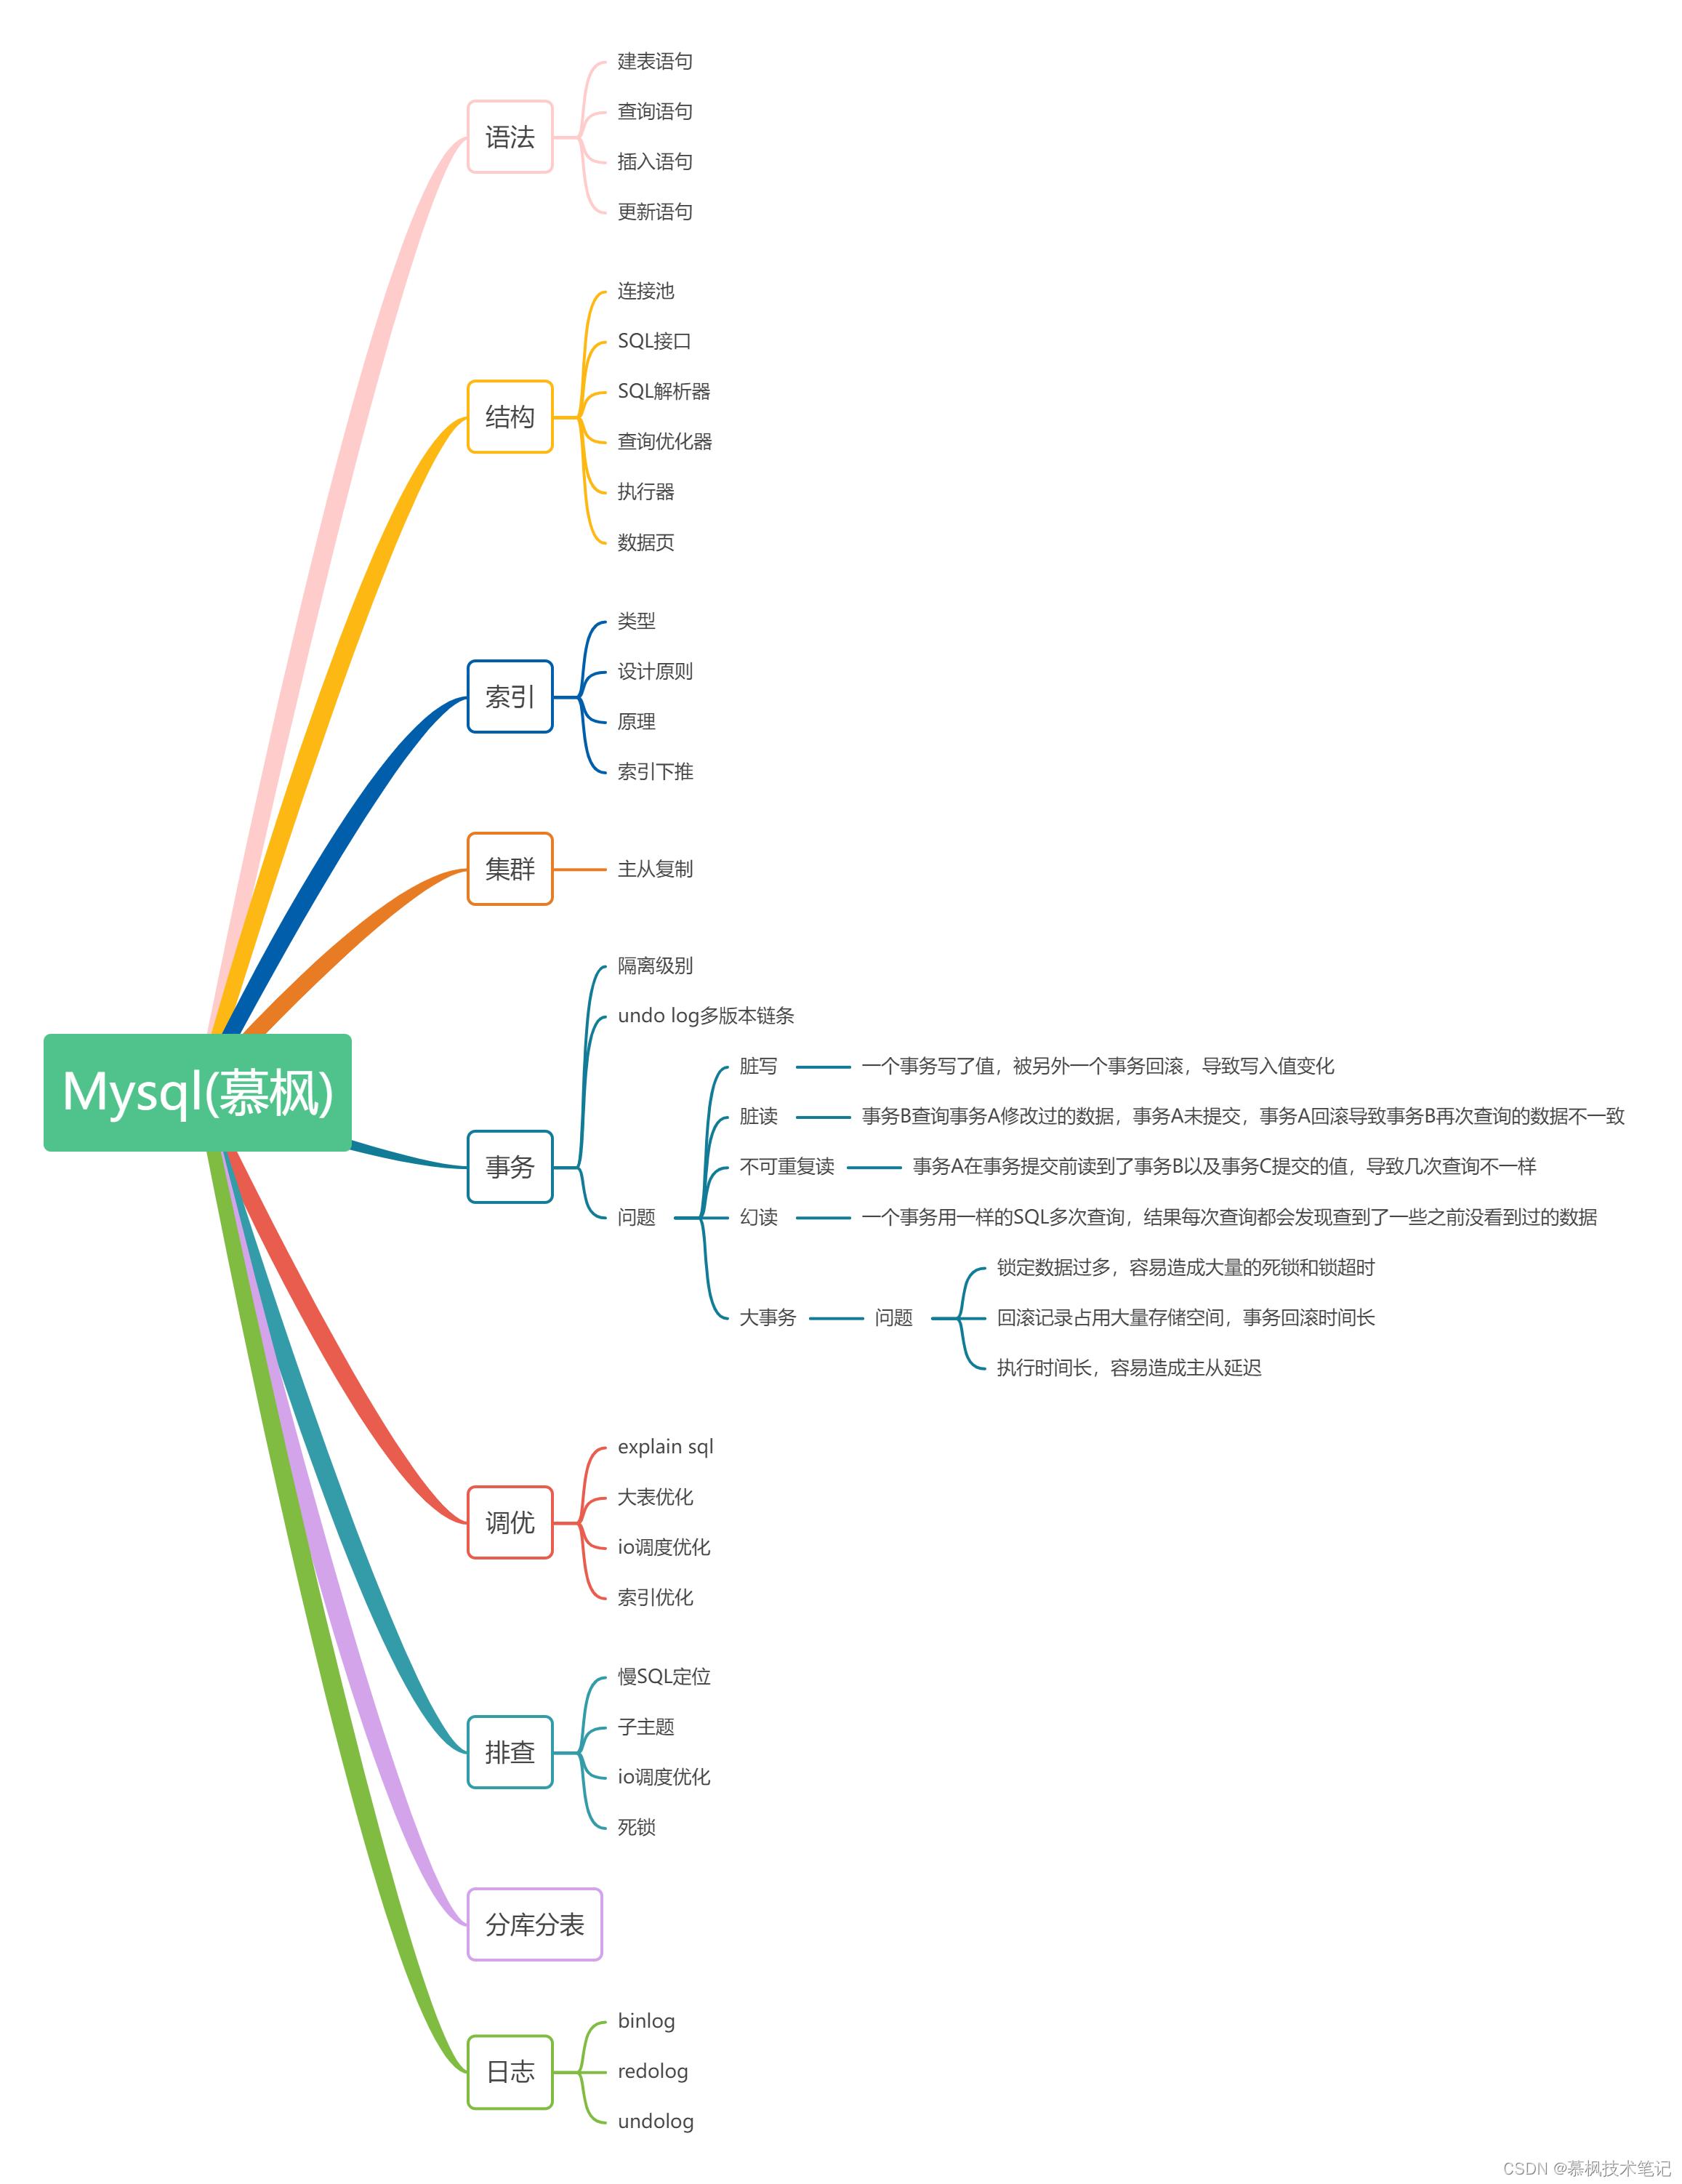 Mysql(慕枫)
语法
建表语句
查询语句
插入语句
更新语句
结构
连接池
SQL接口
SQL解析器
查询优化器
执行器
数据页
索引
类型
设计原则
原理
索引下推
集群
主从复制
事务
隔离级别
undo log多版本链条
问题
脏写
一个事务写了值，被另外一个事务回滚，导致写入值变化
脏读
事务B查询事务A修改过的数据，事务A未提交，事务A回滚导致事务B再次查询的数据不一致
不可重复读
事务A在事务提交前读到了事务B以及事务C提交的值，导致几次查询不一样
幻读
一个事务用一样的SQL多次查询，结果每次查询都会发现查到了一些之前没看到过的数据
大事务
问题
锁定数据过多，容易造成大量的死锁和锁超时
回滚记录占用大量存储空间，事务回滚时间长
执行时间长，容易造成主从延迟
调优
explain sql
大表优化
io调度优化
索引优化
排查
慢SQL定位
子主题
io调度优化
死锁
分库分表
日志
binlog
redolog
undolog
CSDN @慕枫技术笔记